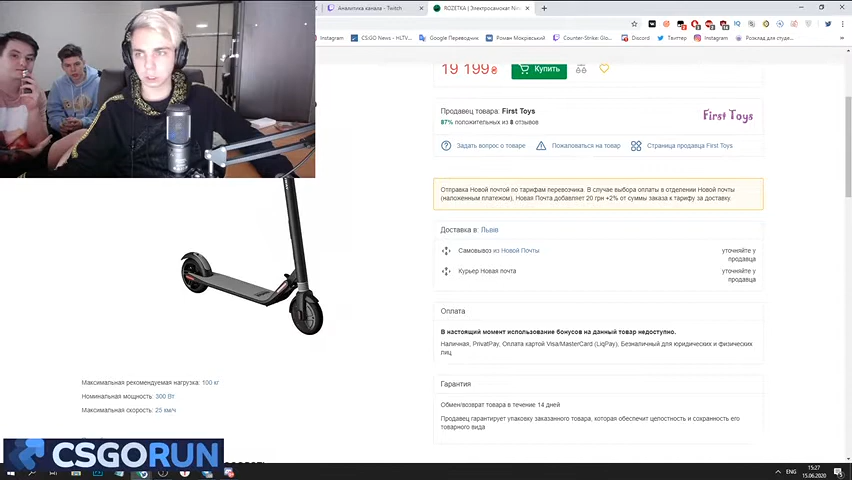 Аналитика канала - Twitch
ROZETKA | Электросамокат Nine
Instagram
CS:GO News - HLTV...
Google Переводчик
Роман Мокрівський
Counter-Strike: Glo...
Discord
Твиттер
Instagram
Розклад для студе...
19 199₴
Купить
Продавец товара: First Toys
87% положительных из 8 отзывов
First Toys
Задать вопрос о товаре
Пожаловаться на товар
Страница продавца First Toys
Отправка Новой почтой по тарифам перевозчика. В случае выбора оплаты в отделении Новой почты
(наложенным платежом), Новая Почта добавляет 20 грн +2% от суммы заказа к тарифу за доставку
Доставка в: Львів
Самовывоз из Новой Почты
уточняйте у
продавца
Курьер Новая почта
уточняйте у
продавца
Оплата
В настоящий момент использование бонусов на данный товар недоступно.
Наличная, PrivatPay, Оплата картой Visa/MasterCard (LiqPay), Безналичный для юридических и физических
лиц
Гарантия
Обмен/возврат товара в течение 14 дней
Продавец гарантирует упаковку заказанного товара, которая обеспечит целостность и сохранность его
товарного вида
Максимальная рекомендуемая нагрузка: 100 кг
Номинальная мощность: 300 Вт
Максимальная скорость: 25 км/ч
CSGORUN
ENG
15:27
15.06.2020